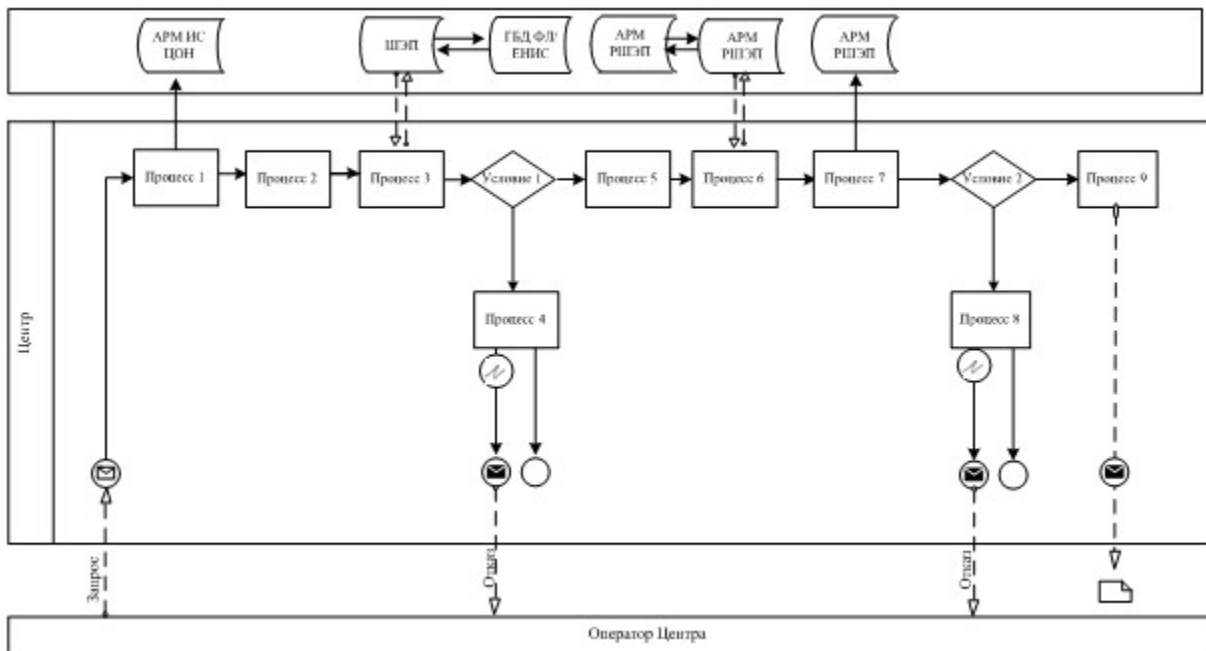 АРМ ИС
ЦОН
ШЭП
ГБД ФЛ/
ЕНИС
АРМ
РШЭП
АРМ
РШЭП
АРМ
РШЭП
Процесс 1
Процесс 2
Процесс 3
Условие 1
Процесс 5
Процесс 6
Процесс 7
Условие 2
Процесс 9
Процесс 4
Процесс 8
Центр
Запрос
Отказ
Отказ
Оператор Центра